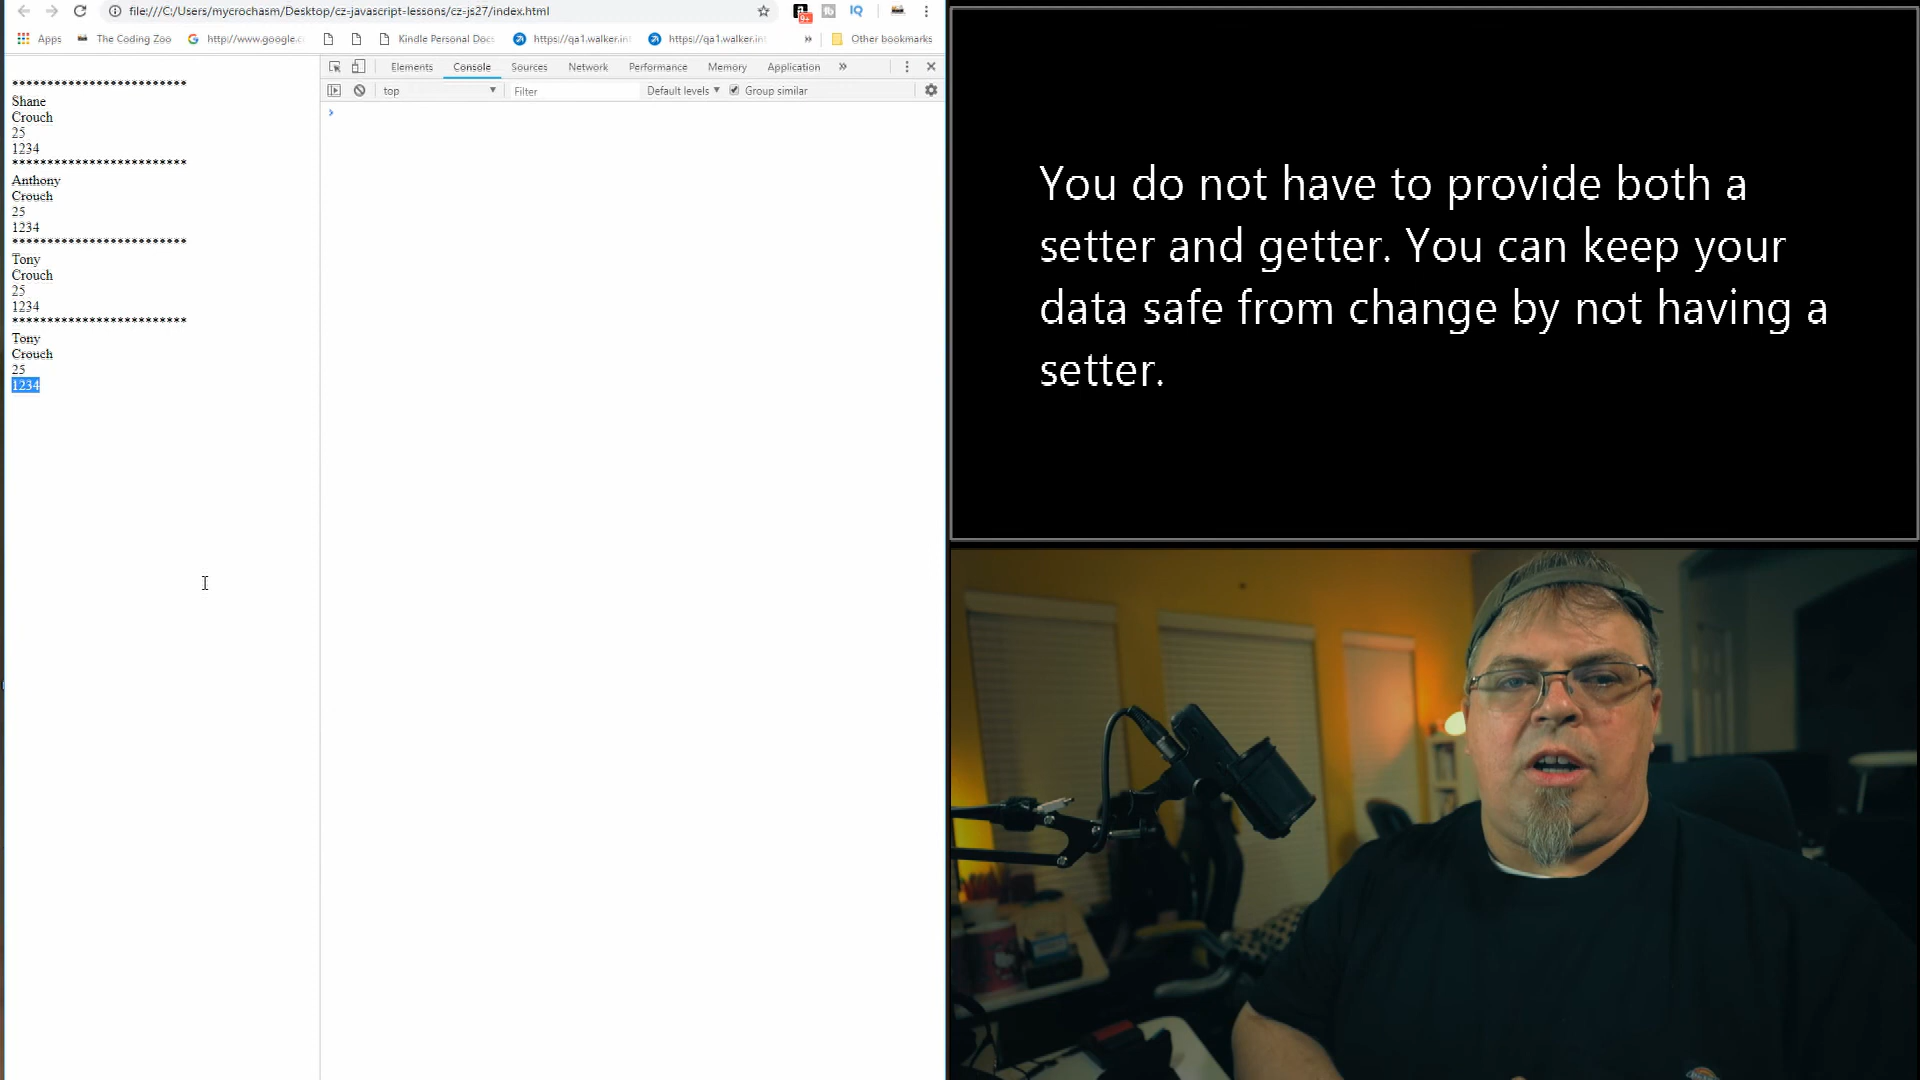 file:///C:/Users/mycrochasm/Desktop/cz-javascript-lessons/cz-js27/index.html
9+
IQ
Apps
The Coding Zoo
http://www.google.c
Kindle Personal Doc
https://qa1.walker.in
https://qa1.walker.in
»
Other bookmarks
Elements
Console
Sources
Network
Performance
Memory
Application
»
top
Filter
Default levels
Group similar
*************************
Shane
Crouch
25
1234
*************************
Anthony
Crouch
25
1234
*************************
Tony
Crouch
25
1234
*************************
Tony
Crouch
25
1234
You do not have to provide both a
setter and getter. You can keep your
data safe from change by not having a
setter.